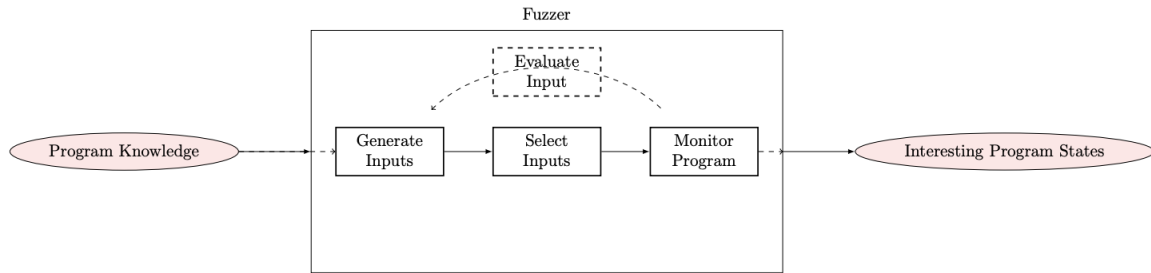 Fuzzer
Evaluate
Input
Program Knowledge
Generate
Inputs
Select
Inputs
Monitor
Program
Interesting Program States